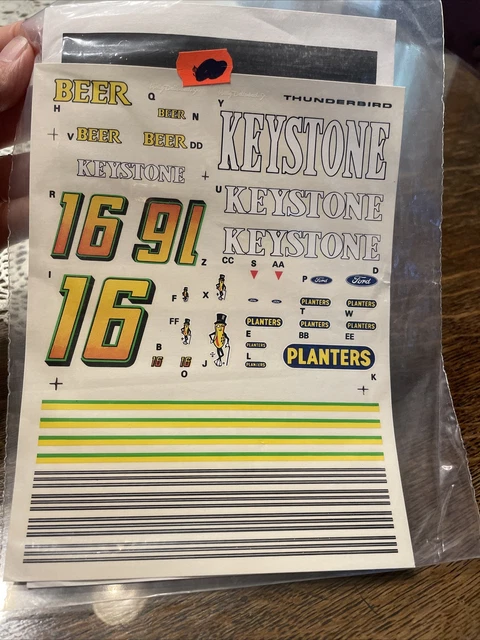 BEER
Q
THUNDERBIRD
H
BEER N
Y
V BEER
BEER DD
KEYSTONE
KEYSTONE
R
U KEYSTONE
16 91
Z
KEYSTONE
CC S AA
D
I
P Ford
Ford
16
F
X
PLANTERS
PLANTERS
T
W
FF
PLANTERS
PLANTERS
PLANTERS
E
BB
EE
B
16
16
O
J
PLANTERS
L
PLANTERS
PLANTERS
K